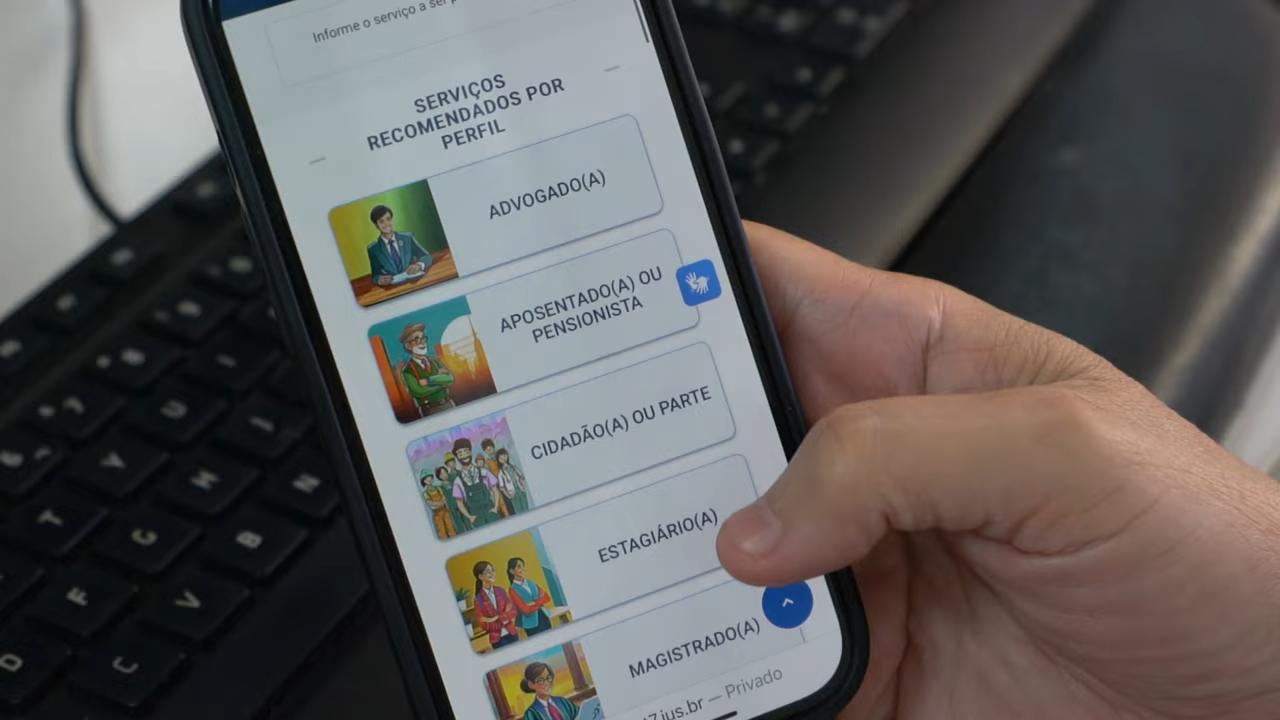 Informe o serviço a ser
SERVIÇOS
RECOMENDADOS POR
PERFIL
ADVOGADO(A)
APOSENTADO(A) OU
PENSIONISTA
CIDADÃO(A) OU PARTE
ESTAGIÁRIO(A)
MAGISTRADO(A)
7.jus.br — Privado
7
U
I
Y
M
N
T
G
B
F
V
D
C